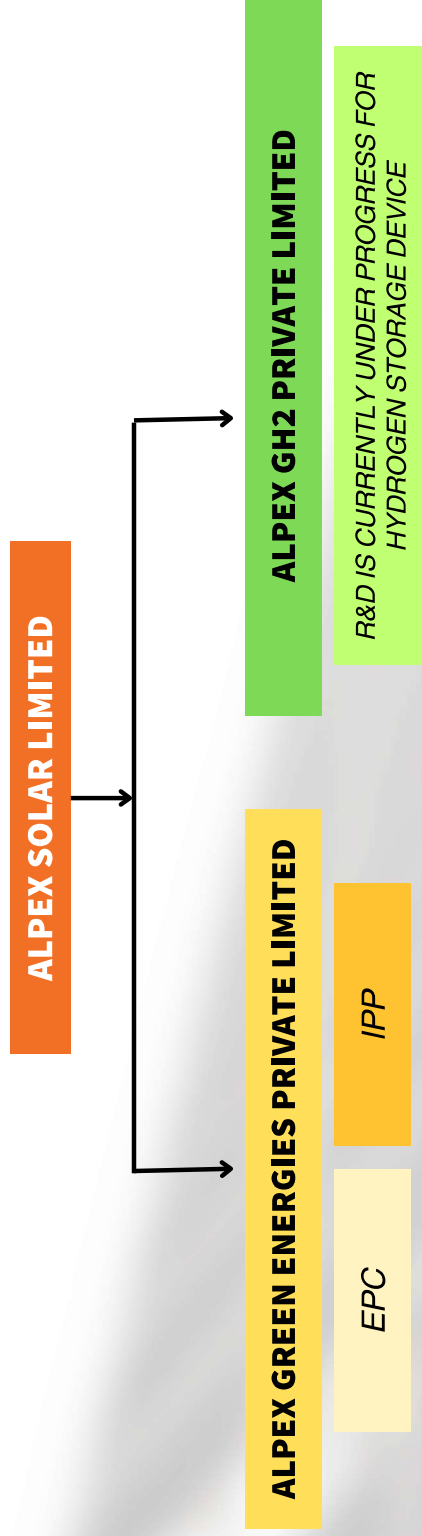 ALPEX SOLAR LIMITED
ALPEX GREEN ENERGIES PRIVATE LIMITED
EPC
IPP
ALPEX GH2 PRIVATE LIMITED
R&D IS CURRENTLY UNDER PROGRESS FOR
HYDROGEN STORAGE DEVICE